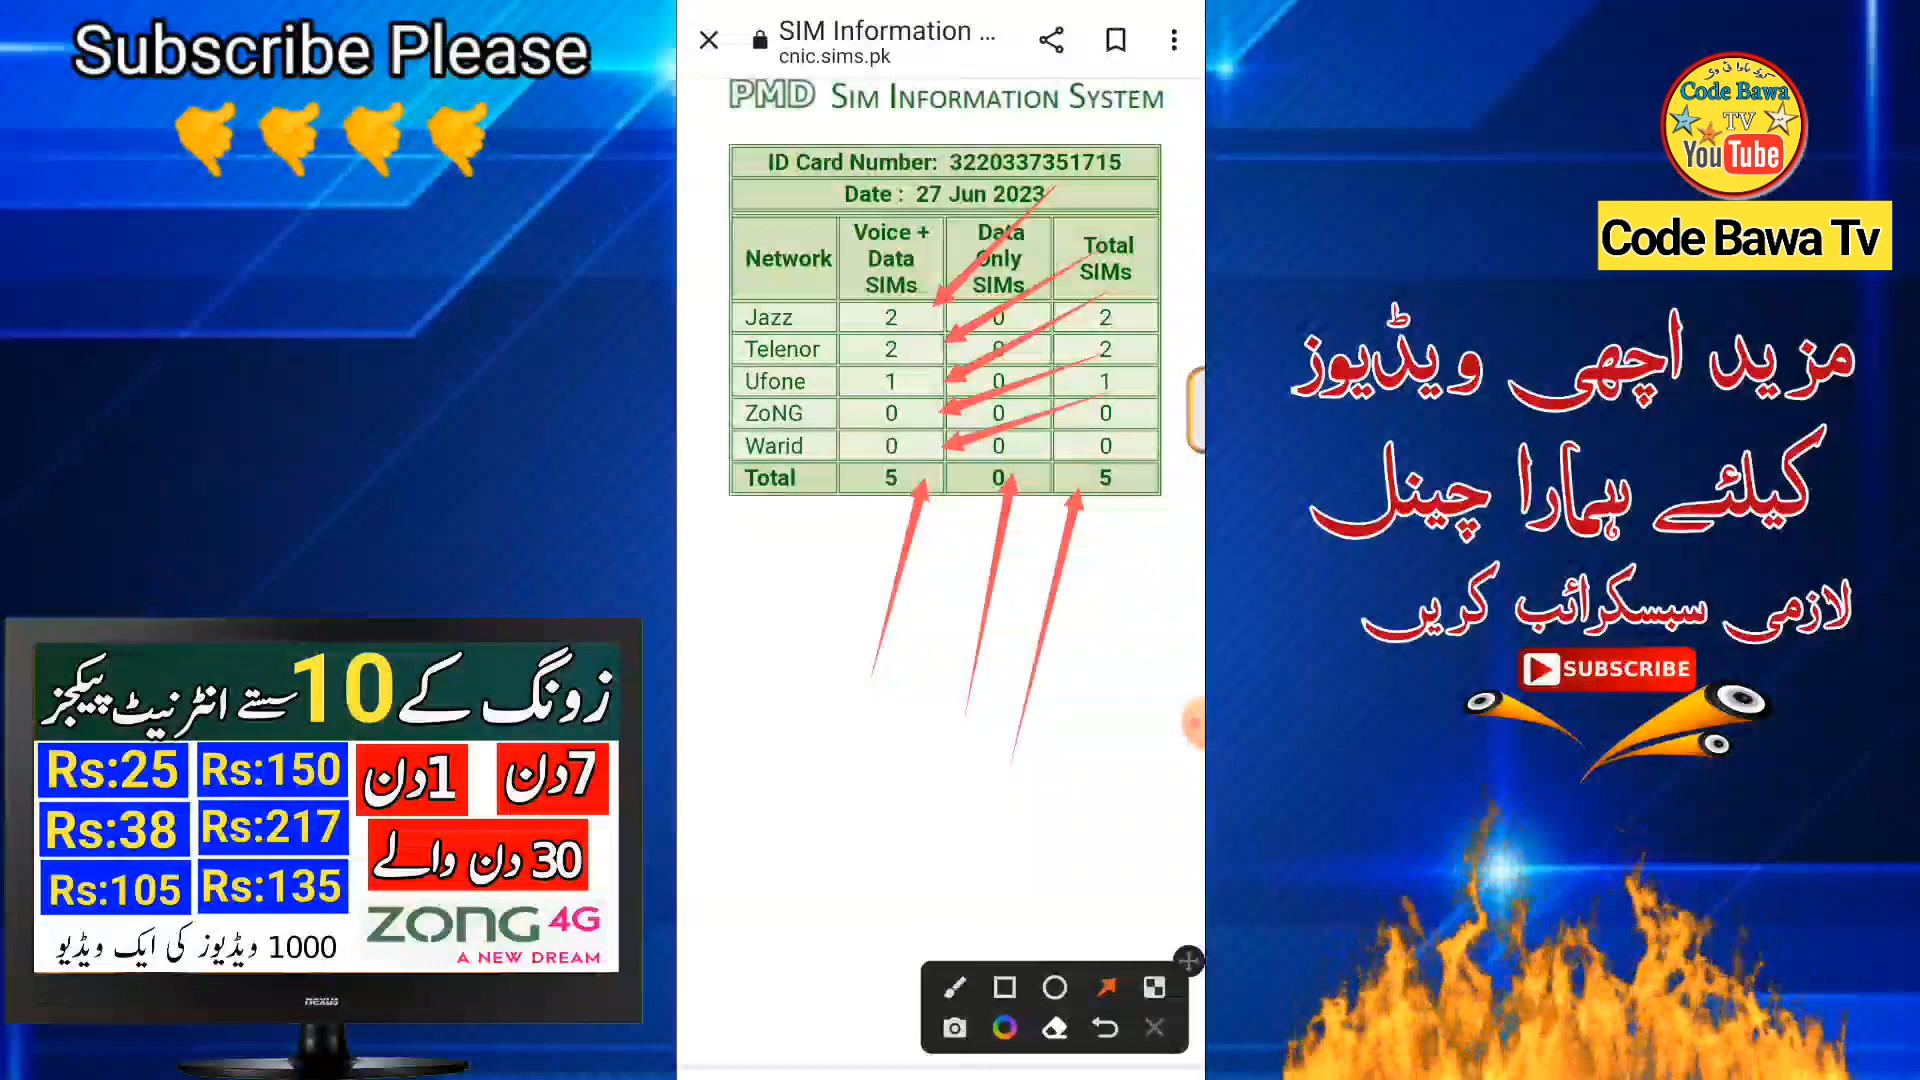 Subscribe Please
SIM Information ...
cnic.sims.pk
PMD SIM INFORMATION SYSTEM
ID Card Number: 3220337351715
Date : 27 Jun 2023
Network Voice + Data SIMs Data Only SIMs Total SIMs
Jazz 2 0 2
Telenor 2 0 2
Ufone 1 0 1
ZoNG 0 0 0
Warid 0 0 0
Total 5 0 5
Code Bawa
TV
YouTube
Code Bawa Tv
مزید اچھی ویڈیوز
کیلئے ہمارا چینل
لازمی سبسکرائب کریں
SUBSCRIBE
زونگ کے 10 سستے انٹرنیٹ پیکجز
Rs:25 Rs:150 1دن 7دن
Rs:38 Rs:217
30 دن والے
Rs:105 Rs:135
ZONG 4G
A NEW DREAM
1000 ویڈیوز کی ایک ویڈیو
nexus